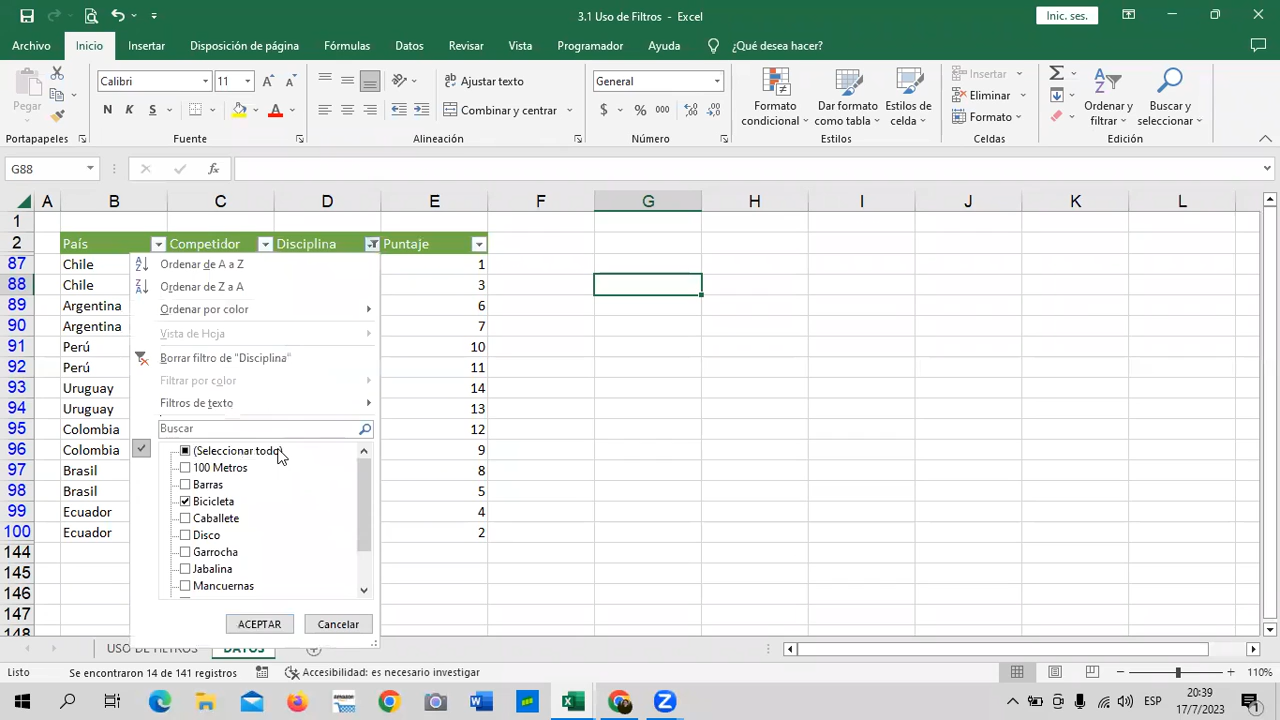 3.1 Uso de Filtros - Excel
Inic. ses.
Archivo Inicio Insertar Disposición de página Fórmulas Datos Revisar Vista Programador Ayuda ¿Qué desea hacer?
Pegar
Calibri 11
N K S
Ajustar texto
Combinar y centrar
General
$ % 000
Formato condicional
Dar formato como tabla
Estilos de celda
Insertar
Eliminar
Formato
Ordenar y filtrar
Buscar y seleccionar
Portapapeles Fuente Alineación Número Estilos Celdas Edición
G88 fx
A B C D E F G H I J K L
1
2 País Competidor Disciplina Puntaje
87 Chile 1
88 Chile 3
89 Argentina 6
90 Argentina 7
91 Perú 10
92 Perú 11
93 Uruguay 14
94 Uruguay 13
95 Colombia 12
96 Colombia 9
97 Brasil 8
98 Brasil 5
99 Ecuador 4
100 Ecuador 2
144
145
146
147
148
Ordenar de A a Z
Ordenar de Z a A
Ordenar por color
Vista de Hoja
Borrar filtro de "Disciplina"
Filtrar por color
Filtros de texto
Buscar
(Seleccionar todo)
100 Metros
Barras
Bicicleta
Caballete
Disco
Garrocha
Jabalina
Mancuernas
ACEPTAR Cancelar
USO DE FILTROS DATOS
Listo Se encontraron 14 de 141 registros Accesibilidad: es necesario investigar 110%
ESP 20:39
17/7/2023